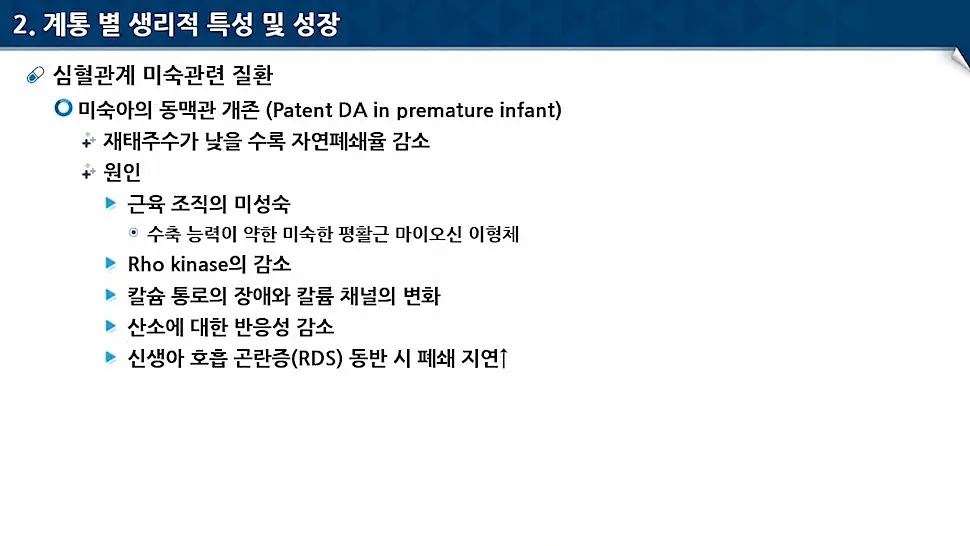 2. 계통 별 생리적 특성 및 성장
심혈관계 미숙관련 질환
미숙아의 동맥관 개존 (Patent DA in premature infant)
재태주수가 낮을 수록 자연폐쇄율 감소
원인
근육 조직의 미성숙
수축 능력이 약한 미숙한 평활근 마이오신 이형체
Rho kinase의 감소
칼슘 통로의 장애와 칼륨 채널의 변화
산소에 대한 반응성 감소
신생아 호흡 곤란증(RDS) 동반 시 폐쇄 지연↑